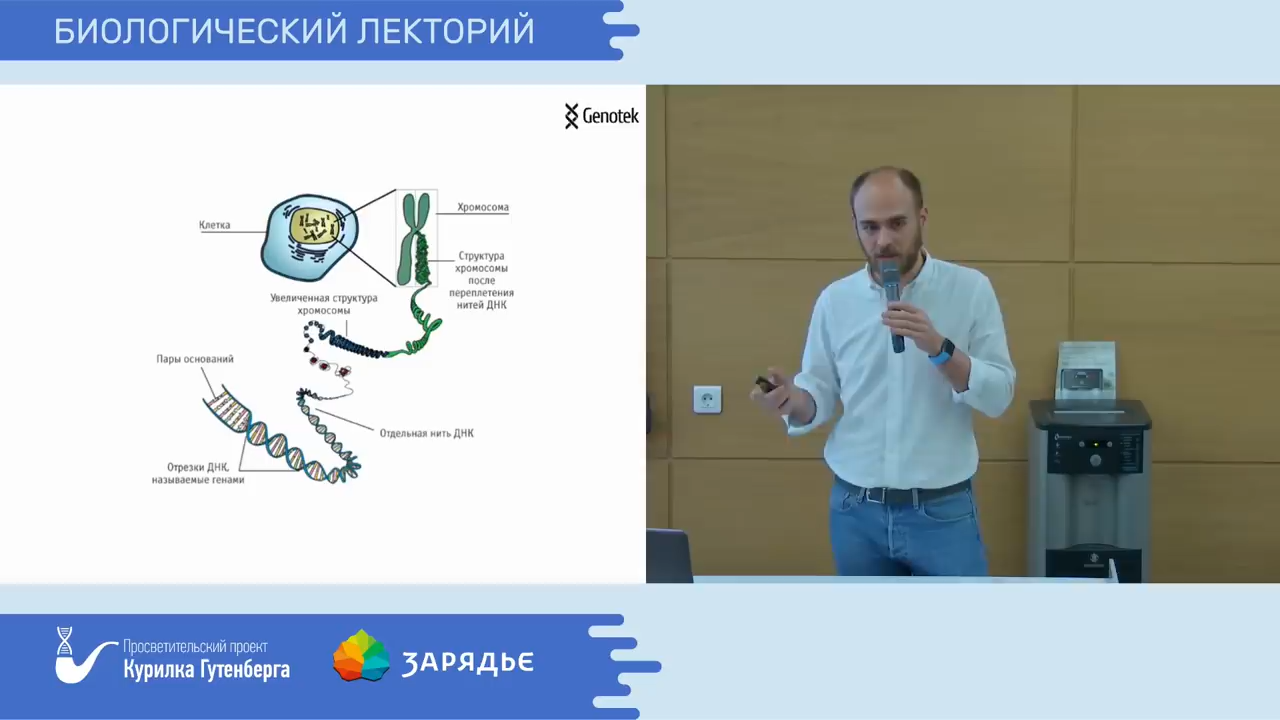 БИОЛОГИЧЕСКИЙ ЛЕКТОРИЙ
Genotek
Клетка
Хромосома
Структура
хромосомы
после
переплетения
нитей ДНК
Увеличенная структура
хромосомы
Пары оснований
Отдельная нить ДНК
Отрезки ДНК,
называемые генами
Просветительский проект
Курилка Гутенберга
ЗАРЯДЬЕ